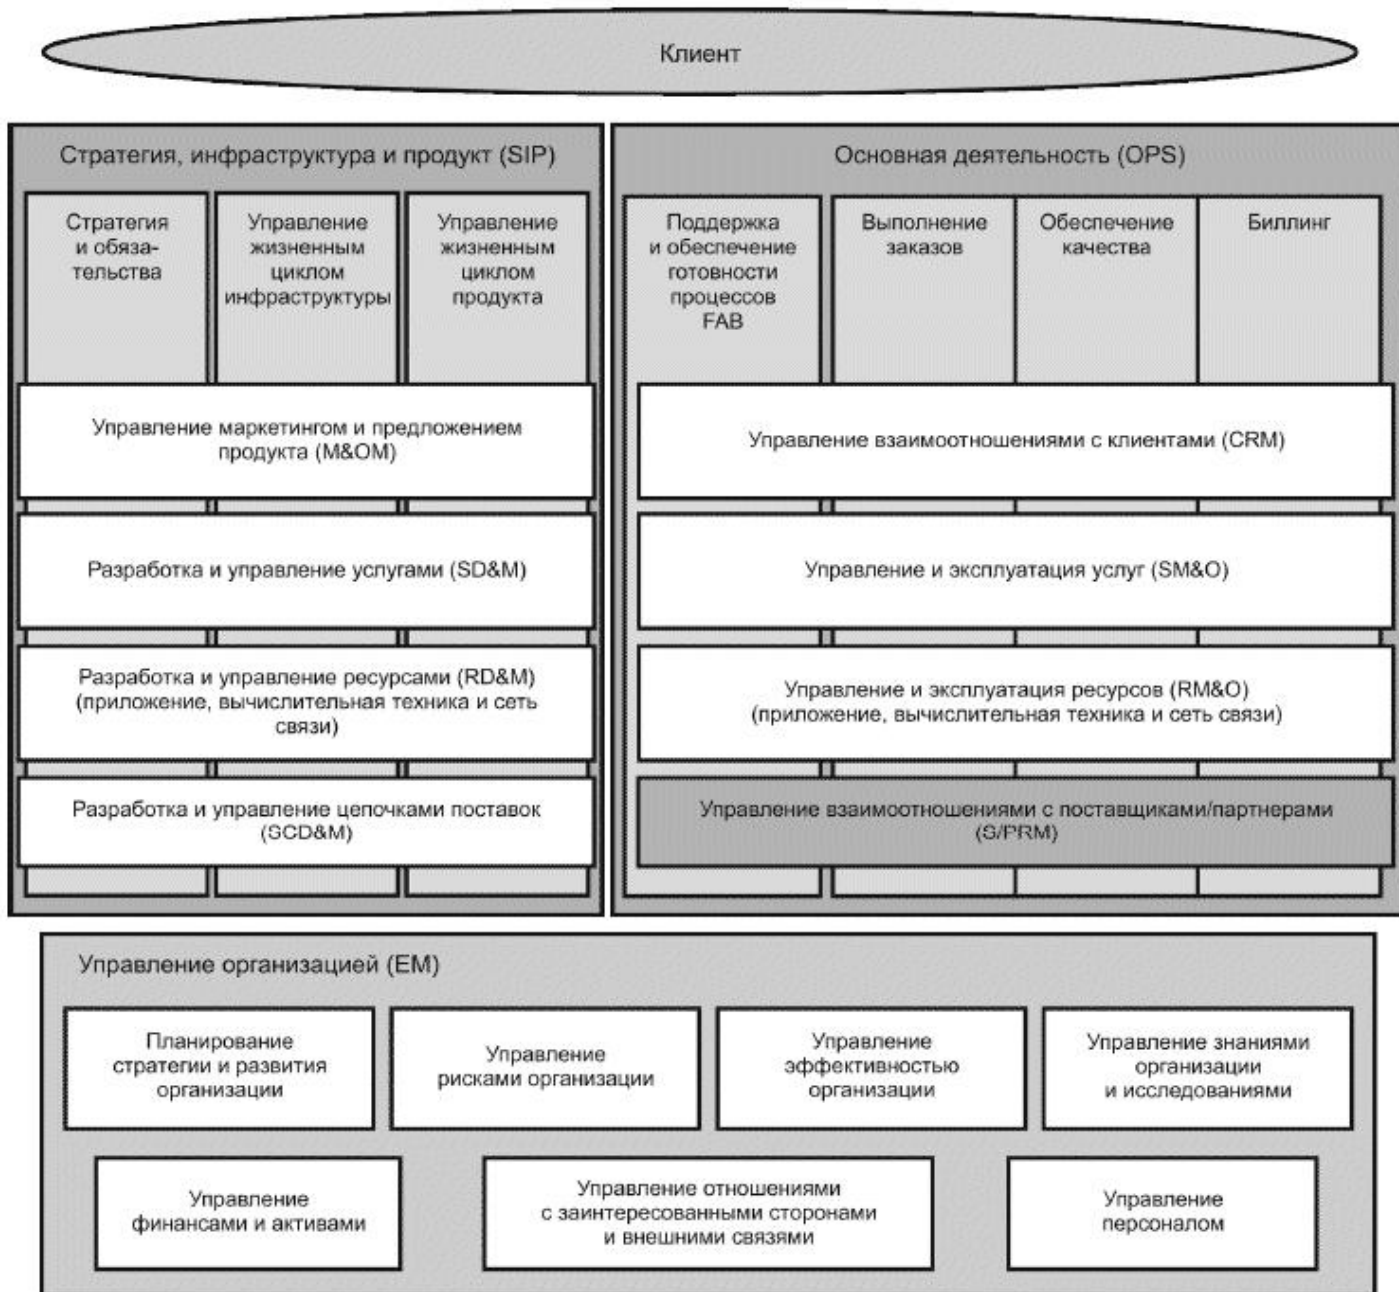 Клиент
Стратегия, инфраструктура и продукт (SIP)
Стратегия
и обяза-
тельства
Управление
жизненным
циклом
инфраструктуры
Управление
жизненным
циклом
продукта
Управление маркетингом и предложением
продукта (M&OM)
Разработка и управление услугами (SD&M)
Разработка и управление ресурсами (RD&M)
(приложение, вычислительная техника и сеть
связи)
Разработка и управление цепочками поставок
(SCD&M)
Основная деятельность (OPS)
Поддержка
и обеспечение
готовности
процессов
FAB
Выполнение
заказов
Обеспечение
качества
Биллинг
Управление взаимоотношениями с клиентами (CRM)
Управление и эксплуатация услуг (SM&O)
Управление и эксплуатация ресурсов (RM&O)
(приложение, вычислительная техника и сеть связи)
Управление взаимоотношениями с поставщиками/партнерами
(S/PRM)
Управление организацией (EM)
Планирование
стратегии и развития
организации
Управление
рисками организации
Управление
эффективностью
организации
Управление знаниями
организации
и исследованиями
Управление
финансами и активами
Управление отношениями
с заинтересованными сторонами
и внешними связями
Управление
персоналом